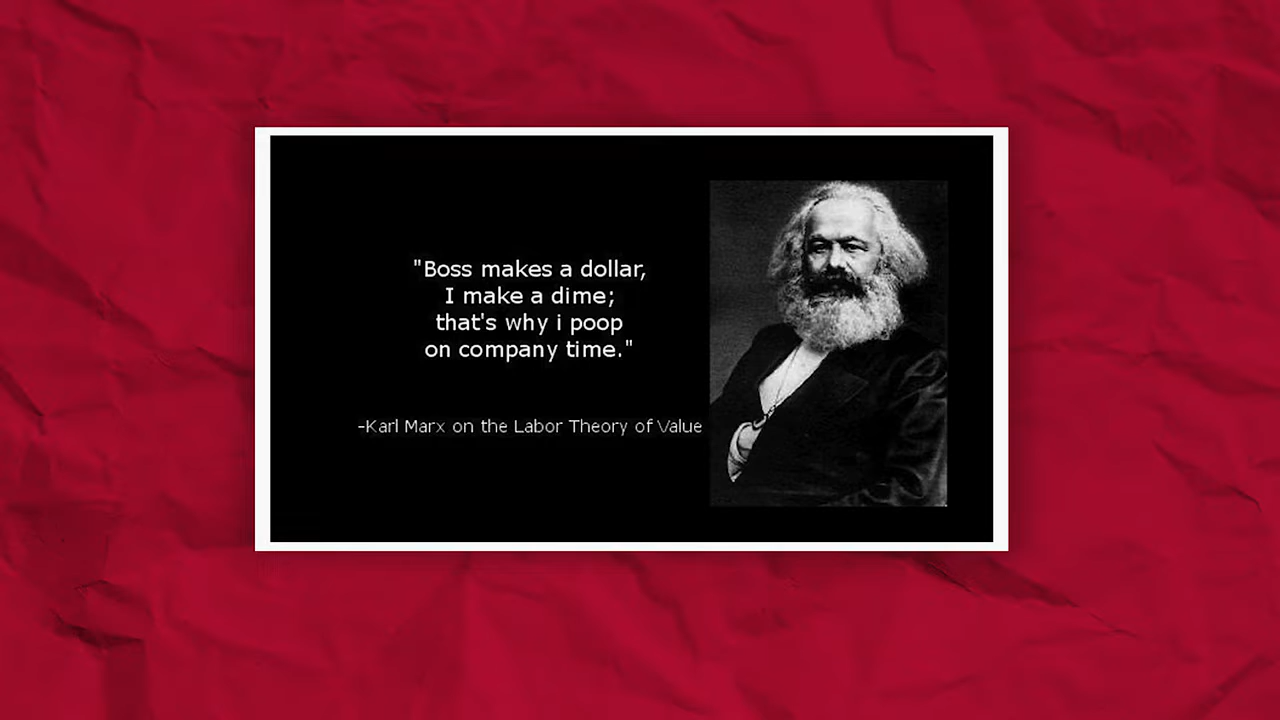 "Boss makes a dollar,
I make a dime;
that's why i poop
on company time."
-Karl Marx on the Labor Theory of Value